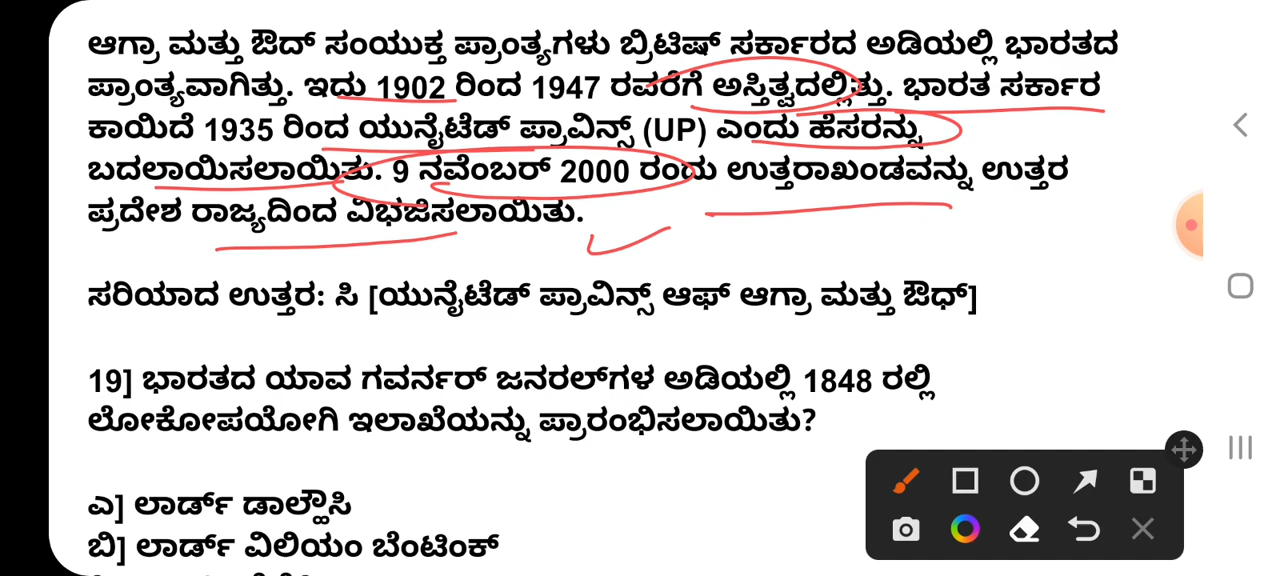 ಆಗ್ರಾ ಮತ್ತು ಔದ್ ಸಂಯುಕ್ತ ಪ್ರಾಂತ್ಯಗಳು ಬ್ರಿಟಿಷ್ ಸರ್ಕಾರದ ಅಡಿಯಲ್ಲಿ ಭಾರತದ
ಪ್ರಾಂತ್ಯವಾಗಿತ್ತು. ಇದು 1902 ರಿಂದ 1947 ರವರೆಗೆ ಅಸ್ತಿತ್ವದಲ್ಲಿತ್ತು. ಭಾರತ ಸರ್ಕಾರ
ಕಾಯಿದೆ 1935 ರಿಂದ ಯುನೈಟೆಡ್ ಪ್ರಾವಿನ್ಸ್ (UP) ಎಂದು ಹೆಸರನ್ನು
ಬದಲಾಯಿಸಲಾಯಿತು. 9 ನವೆಂಬರ್ 2000 ರಂದು ಉತ್ತರಾಖಂಡವನ್ನು ಉತ್ತರ
ಪ್ರದೇಶ ರಾಜ್ಯದಿಂದ ವಿಭಜಿಸಲಾಯಿತು.
ಸರಿಯಾದ ಉತ್ತರ: ಸಿ [ಯುನೈಟೆಡ್ ಪ್ರಾವಿನ್ಸ್ ಆಫ್ ಆಗ್ರಾ ಮತ್ತು ಔಧ್]
19] ಭಾರತದ ಯಾವ ಗವರ್ನರ್ ಜನರಲ್‌ಗಳ ಅಡಿಯಲ್ಲಿ 1848 ರಲ್ಲಿ
ಲೋಕೋಪಯೋಗಿ ಇಲಾಖೆಯನ್ನು ಪ್ರಾರಂಭಿಸಲಾಯಿತು?
ಎ] ಲಾರ್ಡ್ ಡಾಲ್ಹೌಸಿ
ಬಿ] ಲಾರ್ಡ್ ವಿಲಿಯಂ ಬೆಂಟಿಂಕ್